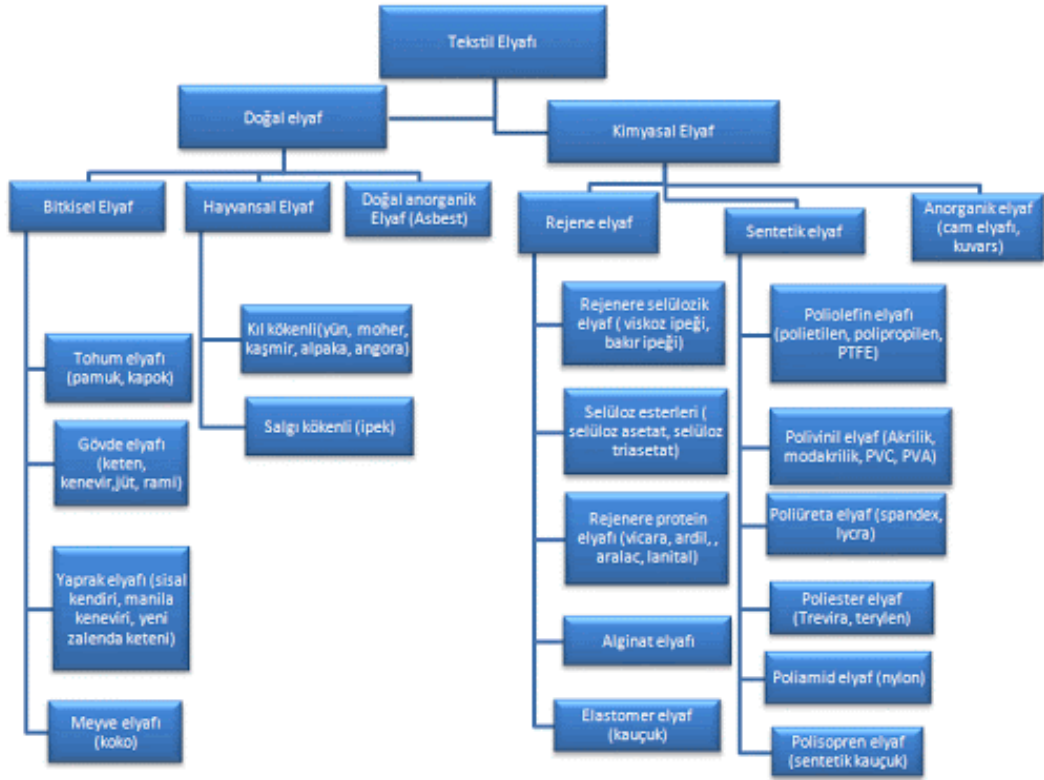 Tekstil Elyafı
Doğal elyaf
Kimyasal Elyaf
Bitkisel Elyaf
Hayvansal Elyaf
Doğal anorganik
Elyaf (Asbest)
Rejene elyaf
Sentetik elyaf
Anorganik elyaf
(cam elyafı,
kuvars)
Tohum elyafı
(pamuk, kapok)
Gövde elyafı
(keten,
kenevir,jüt, rami)
Yaprak elyafı (sisal
kendiri, manila
keneviri, yeni
zalenda keteni)
Meyve elyafı
(koko)
Kıl kökenli(yün, moher,
kaşmir, alpaka, angora)
Salgı kökenli (ipek)
Rejenere selülozik
elyaf ( viskoz ipeği,
bakır ipeği)
Selüloz esterleri (
selüloz asetat, selüloz
triasetat)
Rejenere protein
elyafı (vicara, ardil, ,
aralac, lanital)
Alginat elyafı
Elastomer elyaf
(kauçuk)
Poliolefin elyafı
(polietilen, polipropilen,
PTFE)
Polivinil elyaf (Akrilik,
modakrilik, PVC, PVA)
Poliüreta elyaf (spandex,
lycra)
Poliester elyaf
(Trevira, terylen)
Poliamid elyaf (nylon)
Polisopren elyaf
(sentetik kauçuk)